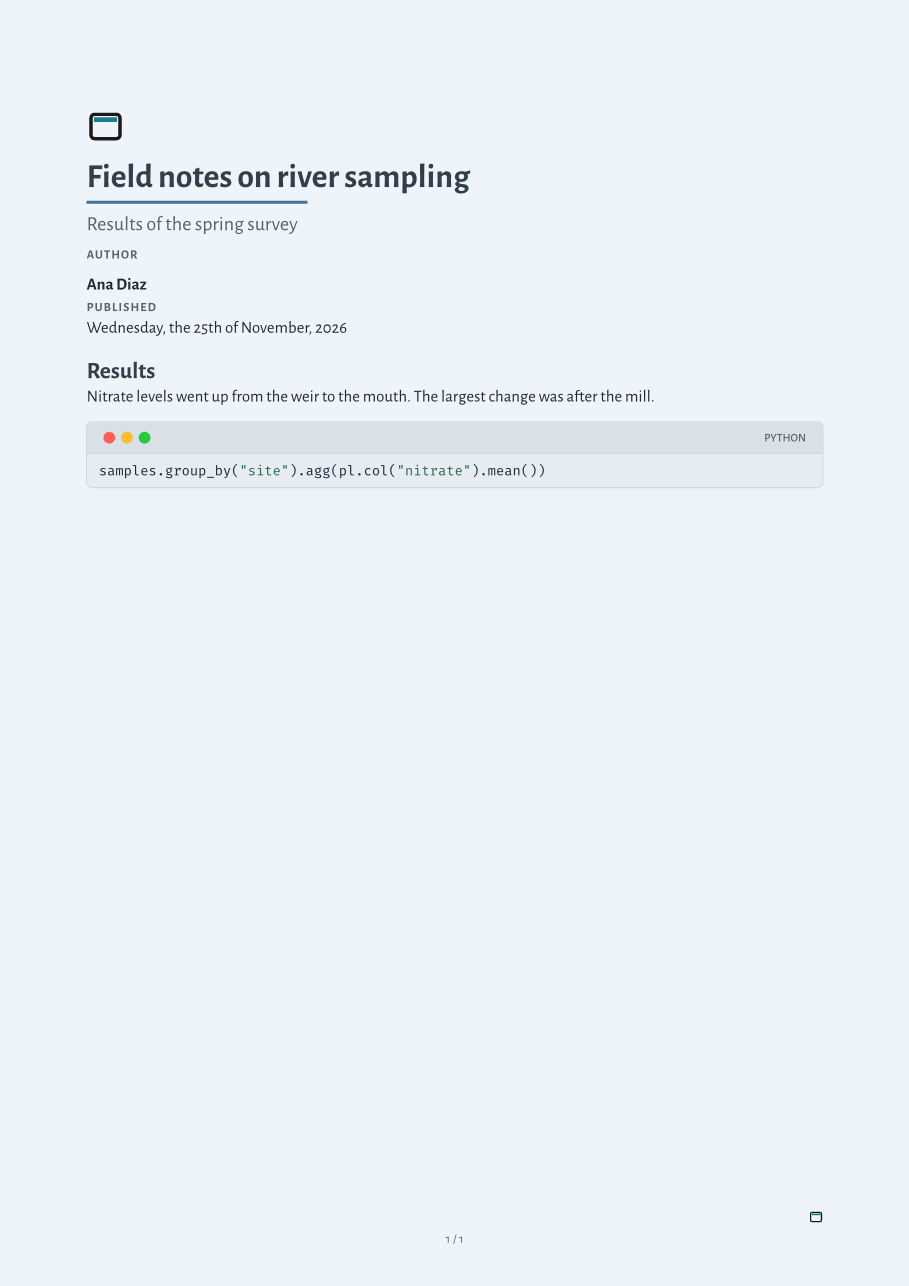 Field notes on river sampling
Results of the spring survey
AUTHOR
Ana Diaz
PUBLISHED
Wednesday, the 25th of November, 2026
Results
Nitrate levels went up from the weir to the mouth. The largest change was after the mill.
PYTHON
samples.group_by("site").agg(pl.col("nitrate").mean())
1 / 1